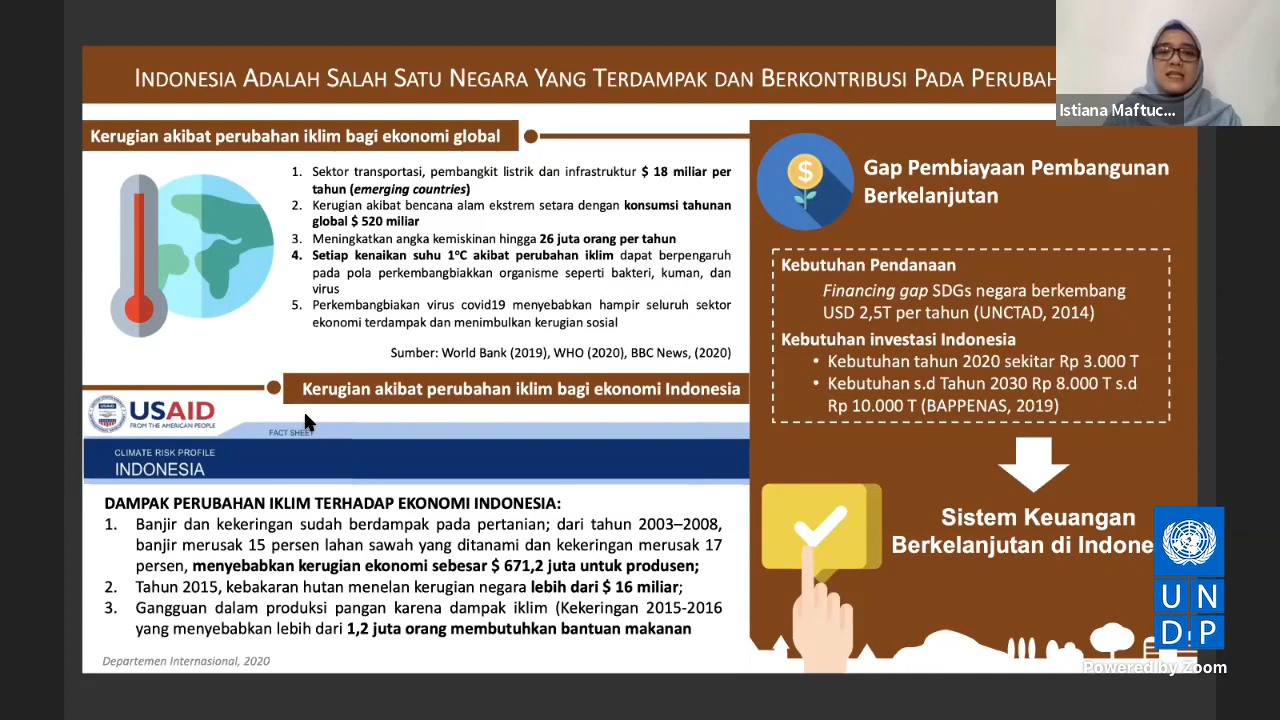 INDONESIA ADALAH SALAH SATU NEGARA YANG TERDAMPAK DAN BERKONTRIBUSI PADA PERUBAH
Istiana Maftuc...
Kerugian akibat perubahan iklim bagi ekonomi global
1. Sektor transportasi, pembangkit listrik dan infrastruktur $ 18 miliar per
tahun (emerging countries)
2. Kerugian akibat bencana alam ekstrem setara dengan konsumsi tahunan
global $ 520 miliar
3. Meningkatkan angka kemiskinan hingga 26 juta orang per tahun
4. Setiap kenaikan suhu 1°C akibat perubahan iklim dapat berpengaruh
pada pola perkembangbiakkan organisme seperti bakteri, kuman, dan
virus
5. Perkembangbiakan virus covid19 menyebabkan hampir seluruh sektor
ekonomi terdampak dan menimbulkan kerugian sosial
Sumber: World Bank (2019), WHO (2020), BBC News, (2020)
Kerugian akibat perubahan iklim bagi ekonomi Indonesia
USAID
FROM THE AMERICAN PEOPLE
FACT SHEET
CLIMATE RISK PROFILE
INDONESIA
DAMPAK PERUBAHAN IKLIM TERHADAP EKONOMI INDONESIA:
1. Banjir dan kekeringan sudah berdampak pada pertanian; dari tahun 2003–2008,
banjir merusak 15 persen lahan sawah yang ditanami dan kekeringan merusak 17
persen, menyebabkan kerugian ekonomi sebesar $ 671,2 juta untuk produsen;
2. Tahun 2015, kebakaran hutan menelan kerugian negara lebih dari $ 16 miliar;
3. Gangguan dalam produksi pangan karena dampak iklim (Kekeringan 2015-2016
yang menyebabkan lebih dari 1,2 juta orang membutuhkan bantuan makanan
Departemen Internasional, 2020
$
Gap Pembiayaan Pembangunan
Berkelanjutan
Kebutuhan Pendanaan
Financing gap SDGs negara berkembang
USD 2,5T per tahun (UNCTAD, 2014)
Kebutuhan investasi Indonesia
• Kebutuhan tahun 2020 sekitar Rp 3.000 T
• Kebutuhan s.d Tahun 2030 Rp 8.000 T s.d
Rp 10.000 T (BAPPENAS, 2019)
Sistem Keuangan
Berkelanjutan di Indone
U N
D P
Powered by Zoom